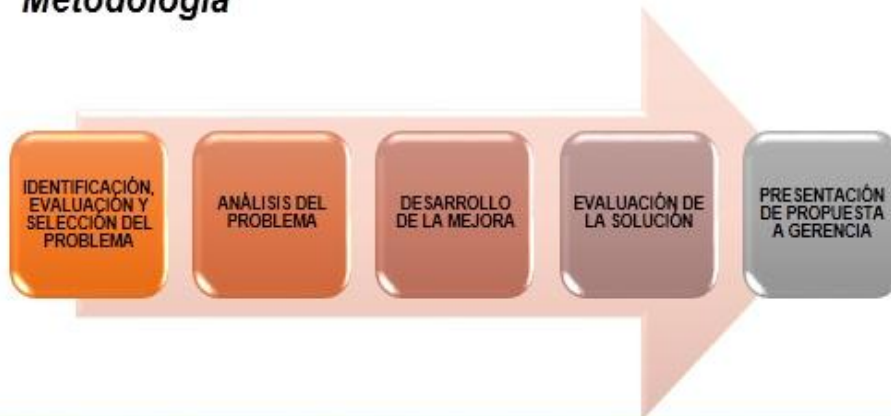 Metodología
IDENTIFICACIÓN,
EVALUACIÓN Y
SELECCIÓN DEL
PROBLEMA
ANÁLISIS DEL
PROBLEMA
DESARROLLO
DE LA MEJORA
EVALUACIÓN DE
LA SOLUCIÓN
PRESENTACIÓN
DE PROPUESTA
A GERENCIA